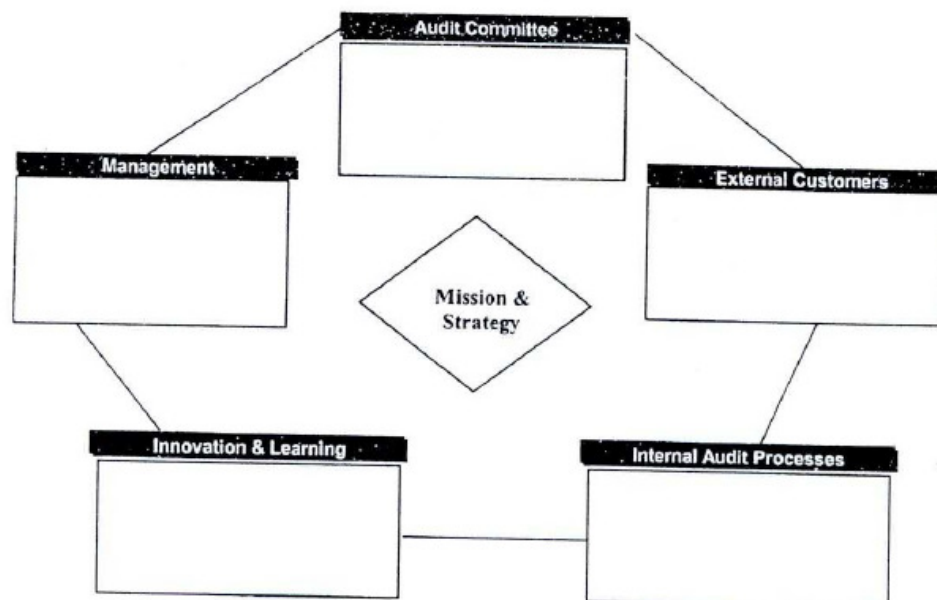 Audit Committee
Management
External Customers
Mission &
Strategy
Innovation & Learning
Internal Audit Processes